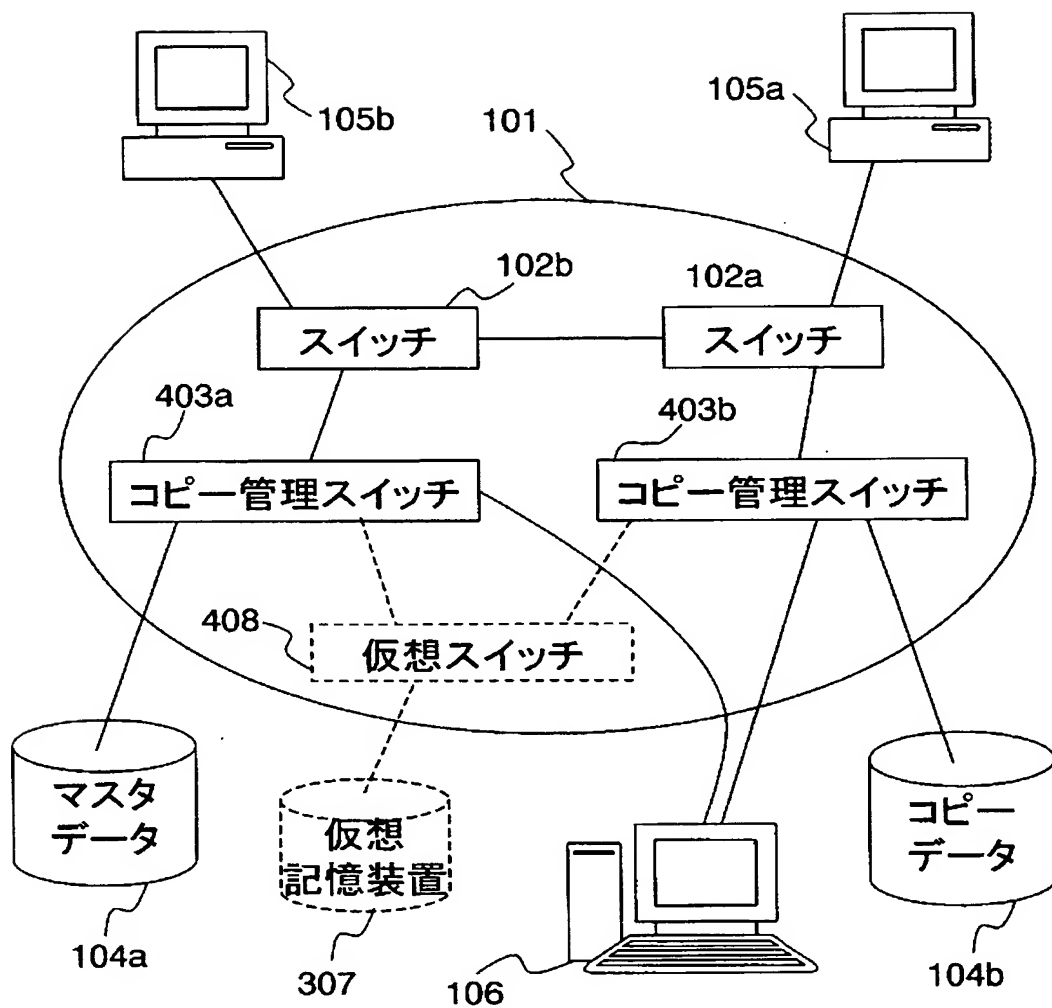 105b
105a
101
102b
102a
スイッチ
スイッチ
403a
403b
コピー管理スイッチ
コピー管理スイッチ
408
仮想スイッチ
マスタ
データ
仮想
記憶装置
コピー
データ
104a
307
106
104b